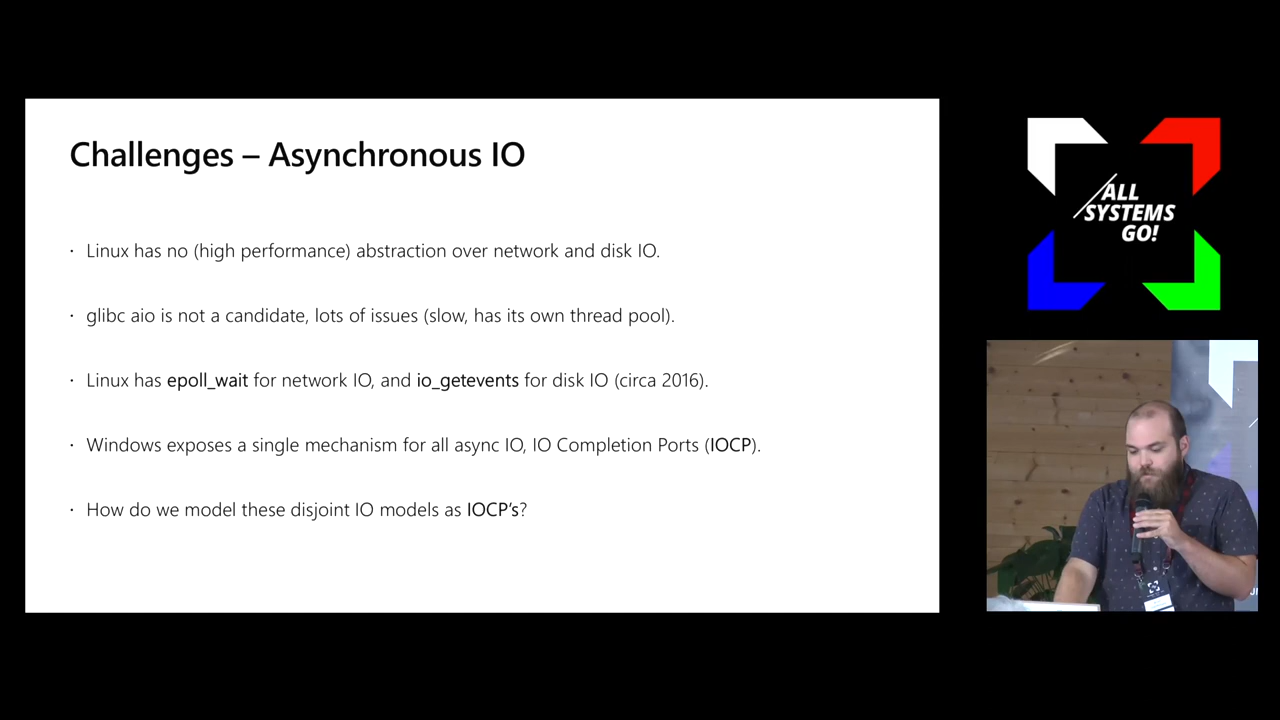 Challenges – Asynchronous IO
· Linux has no (high performance) abstraction over network and disk IO.
· glibc aio is not a candidate, lots of issues (slow, has its own thread pool).
· Linux has epoll_wait for network IO, and io_getevents for disk IO (circa 2016).
· Windows exposes a single mechanism for all async IO, IO Completion Ports (IOCP).
· How do we model these disjoint IO models as IOCP’s?
ALL
SYSTEMS
GO!